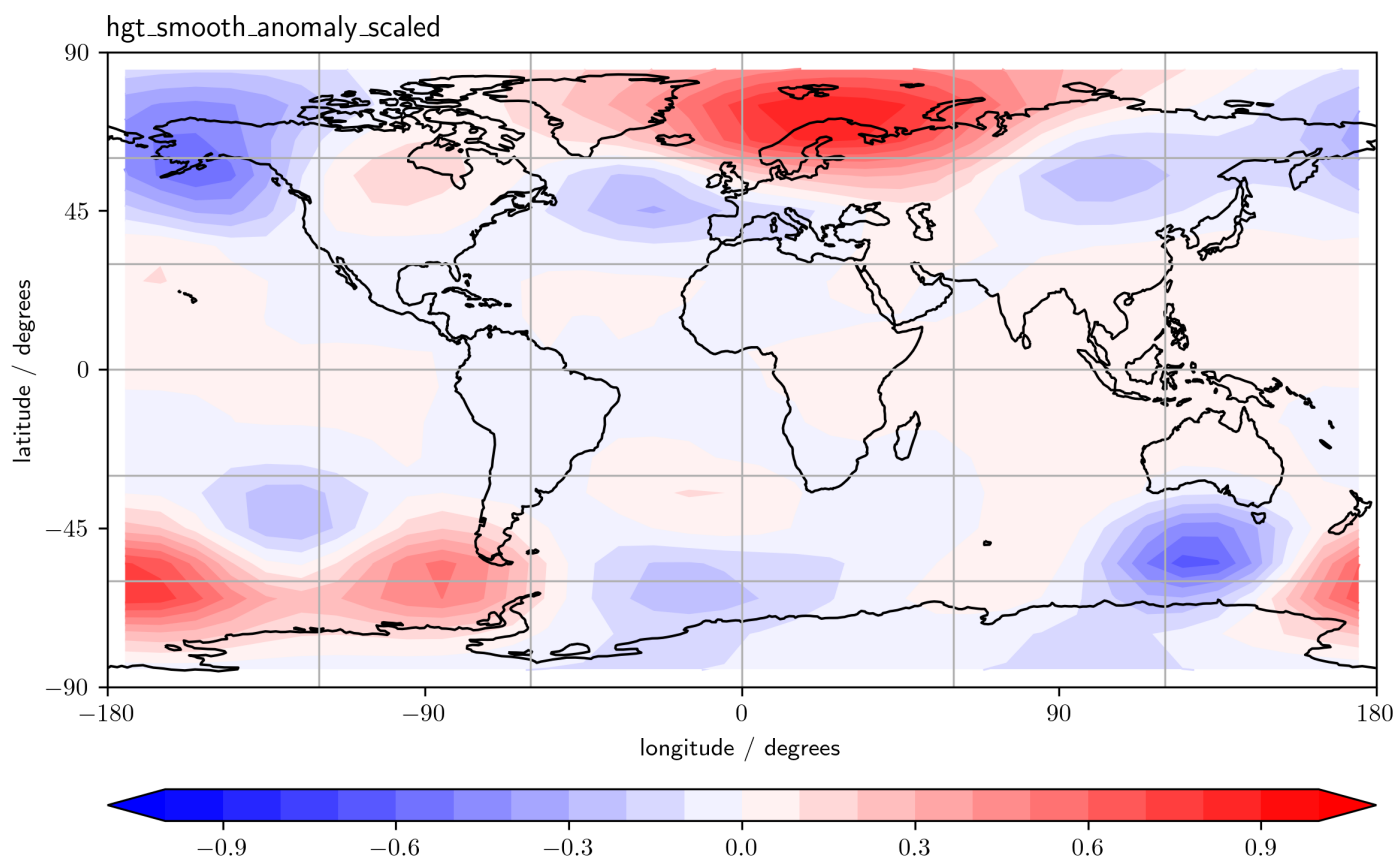 hgt_smooth_anomaly_scaled
90
45
0
−45
−90
latitude / degrees
−180 −90 0 90 180
longitude / degrees
−0.9 −0.6 −0.3 0.0 0.3 0.6 0.9